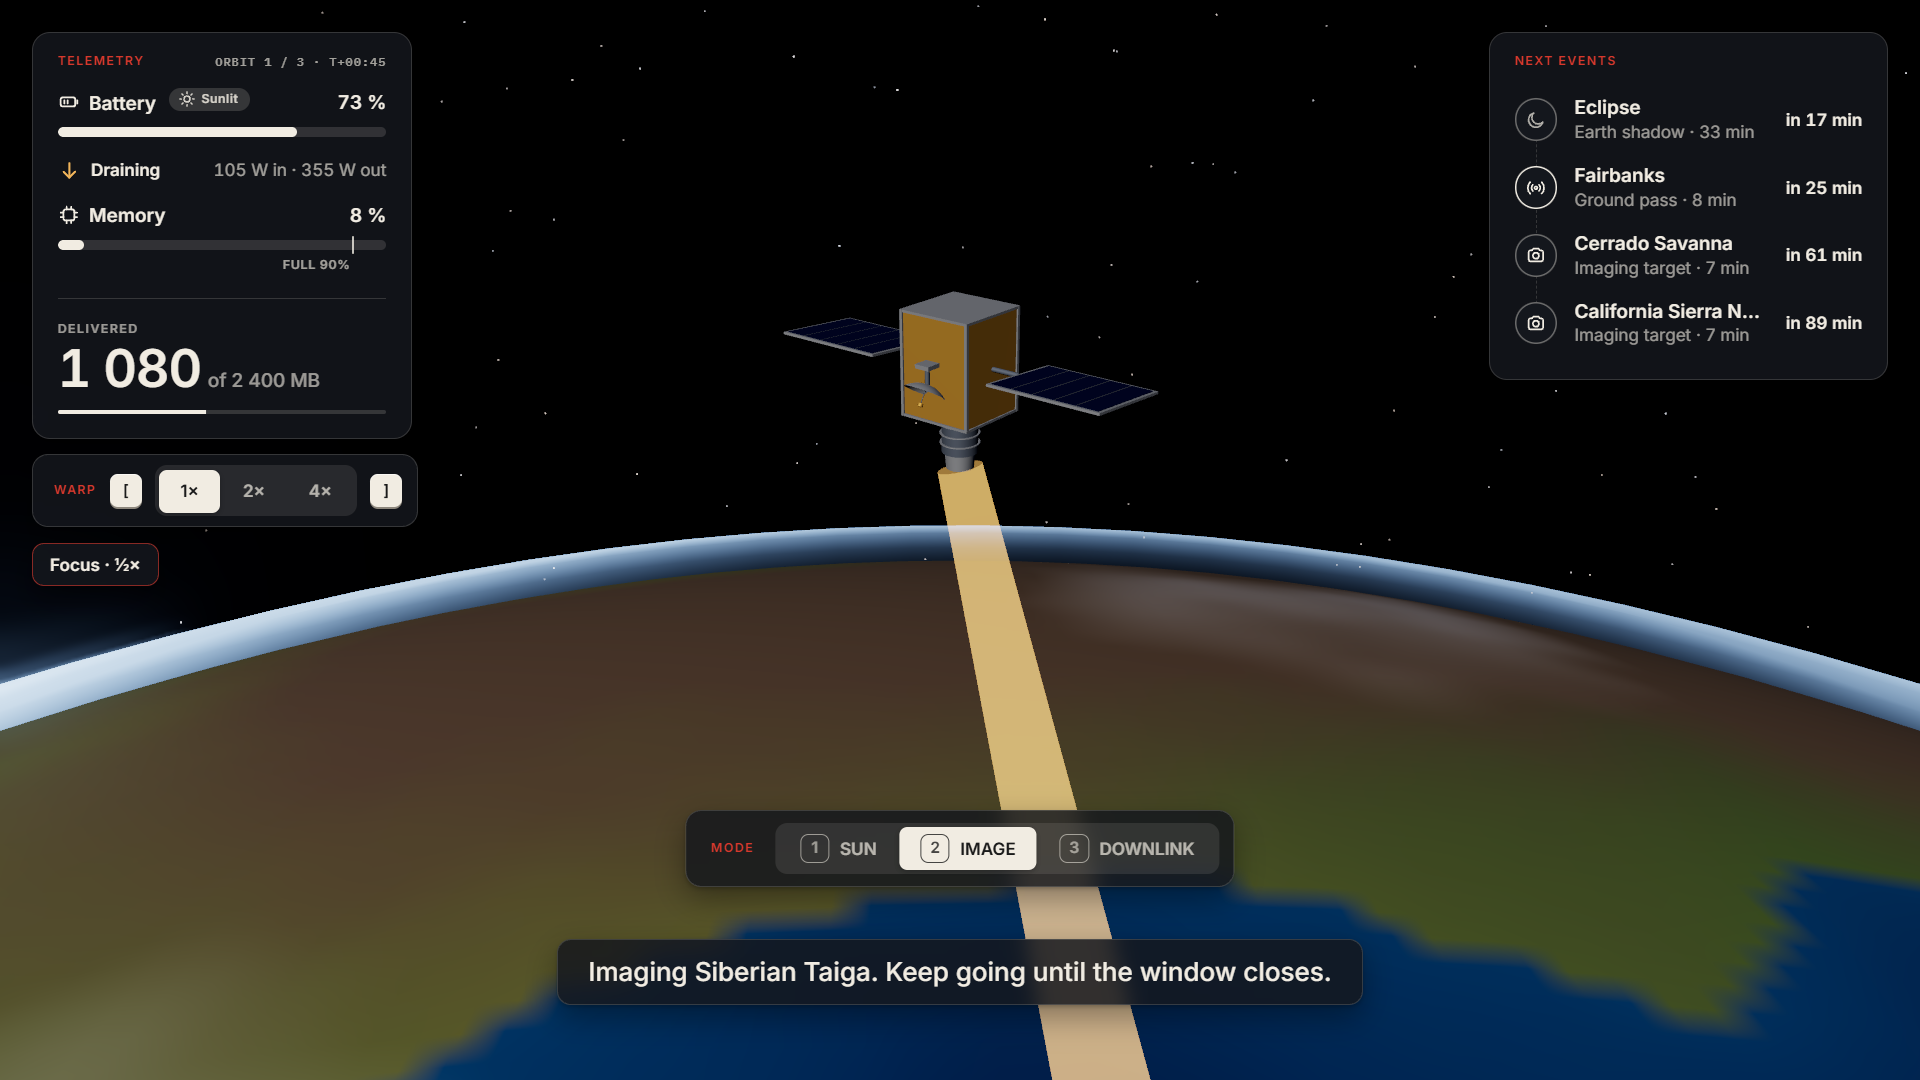 TELEMETRY
ORBIT 1 / 3 · T+00:45
Battery
Sunlit
73 %
Draining
105 W in · 355 W out
Memory
8 %
FULL 90%
DELIVERED
1 080 of 2 400 MB
WARP
[
1×
2×
4×
]
Focus · ½×
NEXT EVENTS
Eclipse
Earth shadow · 33 min
in 17 min
Fairbanks
Ground pass · 8 min
in 25 min
Cerrado Savanna
Imaging target · 7 min
in 61 min
California Sierra N...
Imaging target · 7 min
in 89 min
MODE
1 SUN
2 IMAGE
3 DOWNLINK
Imaging Siberian Taiga. Keep going until the window closes.